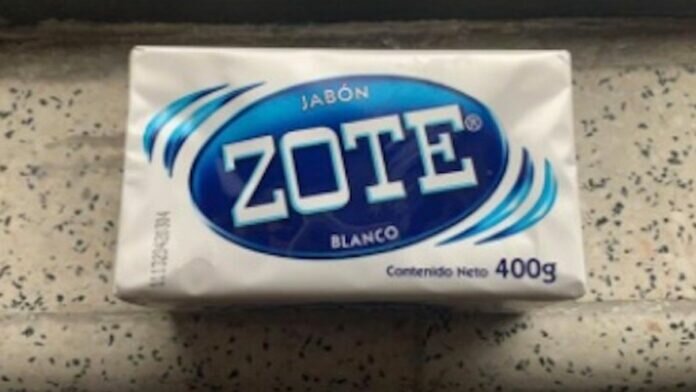 JABÓN
ZOTE®
BLANCO
Contenido Neto 400g